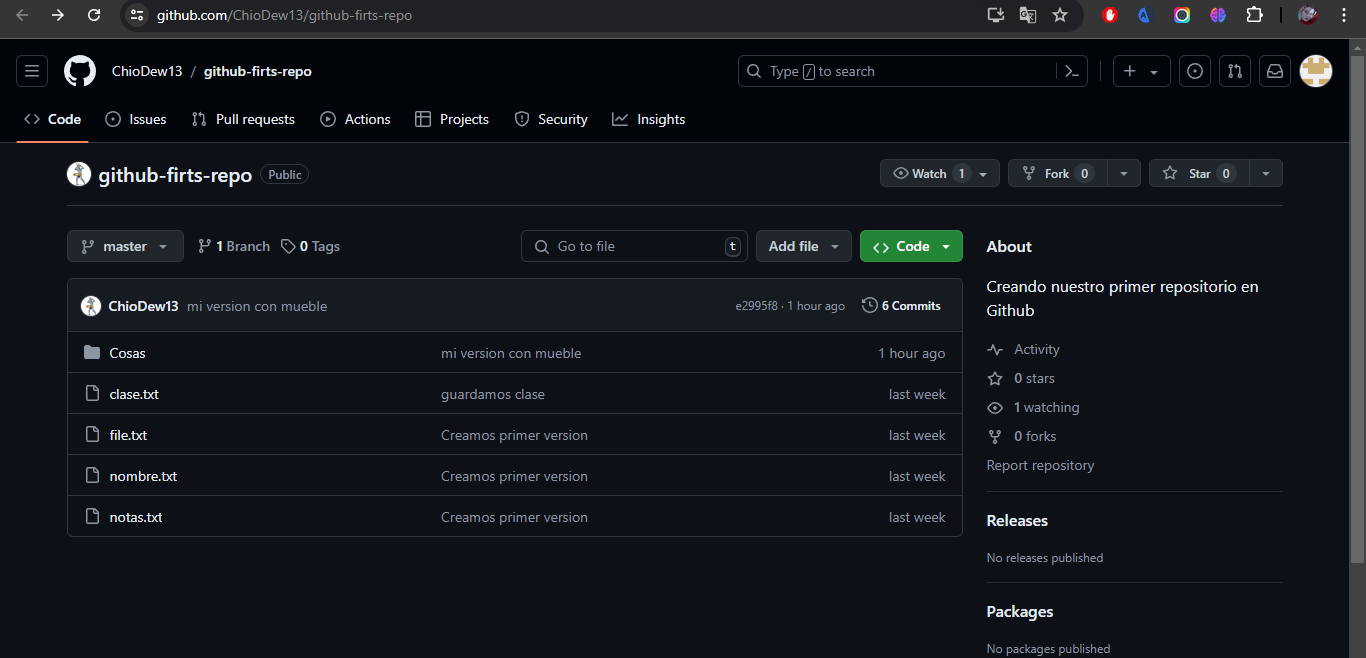 github.com/ChioDew13/github-firts-repo
ChioDew13 / github-firts-repo
Type / to search
Code Issues Pull requests Actions Projects Security Insights
github-firts-repo Public
Watch 1 Fork 0 Star 0
master 1 Branch 0 Tags
Go to file t Add file Code
ChioDew13 mi version con mueble e2995f8 · 1 hour ago 6 Commits
Cosas mi version con mueble 1 hour ago
clase.txt guardamos clase last week
file.txt Creamos primer version last week
nombre.txt Creamos primer version last week
notas.txt Creamos primer version last week
About
Creando nuestro primer repositorio en
Github
Activity
0 stars
1 watching
0 forks
Report repository
Releases
No releases published
Packages
No packages published